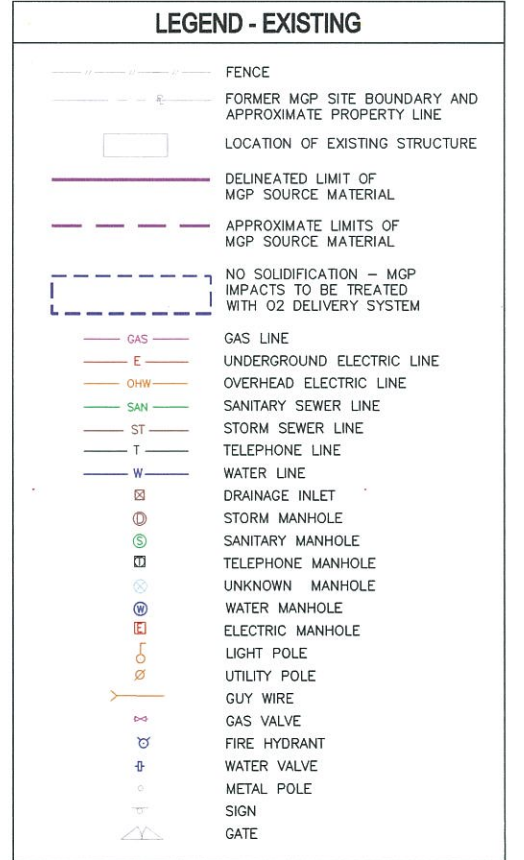 LEGEND - EXISTING
FENCE
FORMER MGP SITE BOUNDARY AND
APPROXIMATE PROPERTY LINE
LOCATION OF EXISTING STRUCTURE
DELINEATED LIMIT OF
MGP SOURCE MATERIAL
APPROXIMATE LIMITS OF
MGP SOURCE MATERIAL
NO SOLIDIFICATION – MGP
IMPACTS TO BE TREATED
WITH O2 DELIVERY SYSTEM
GAS GAS LINE
E UNDERGROUND ELECTRIC LINE
OHW OVERHEAD ELECTRIC LINE
SAN SANITARY SEWER LINE
ST STORM SEWER LINE
T TELEPHONE LINE
W WATER LINE
DRAINAGE INLET
D STORM MANHOLE
S SANITARY MANHOLE
T TELEPHONE MANHOLE
UNKNOWN MANHOLE
W WATER MANHOLE
E ELECTRIC MANHOLE
LIGHT POLE
UTILITY POLE
GUY WIRE
GAS VALVE
FIRE HYDRANT
WATER VALVE
METAL POLE
SIGN
GATE